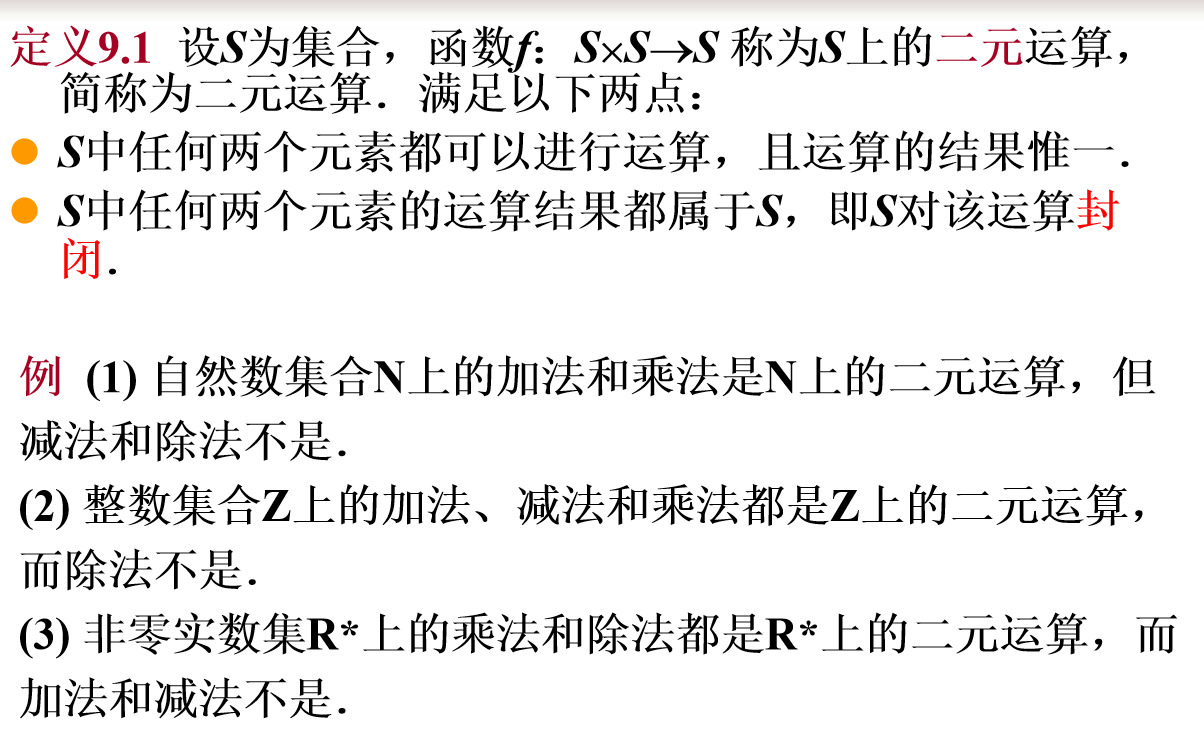 定义9.1 设S为集合，函数f：S×S→S 称为S上的二元运算，
简称为二元运算．满足以下两点：
● S中任何两个元素都可以进行运算，且运算的结果惟一．
● S中任何两个元素的运算结果都属于S，即S对该运算封
闭．
例 (1) 自然数集合N上的加法和乘法是N上的二元运算，但
减法和除法不是．
(2) 整数集合Z上的加法、减法和乘法都是Z上的二元运算，
而除法不是．
(3) 非零实数集R*上的乘法和除法都是R*上的二元运算，而
加法和减法不是．